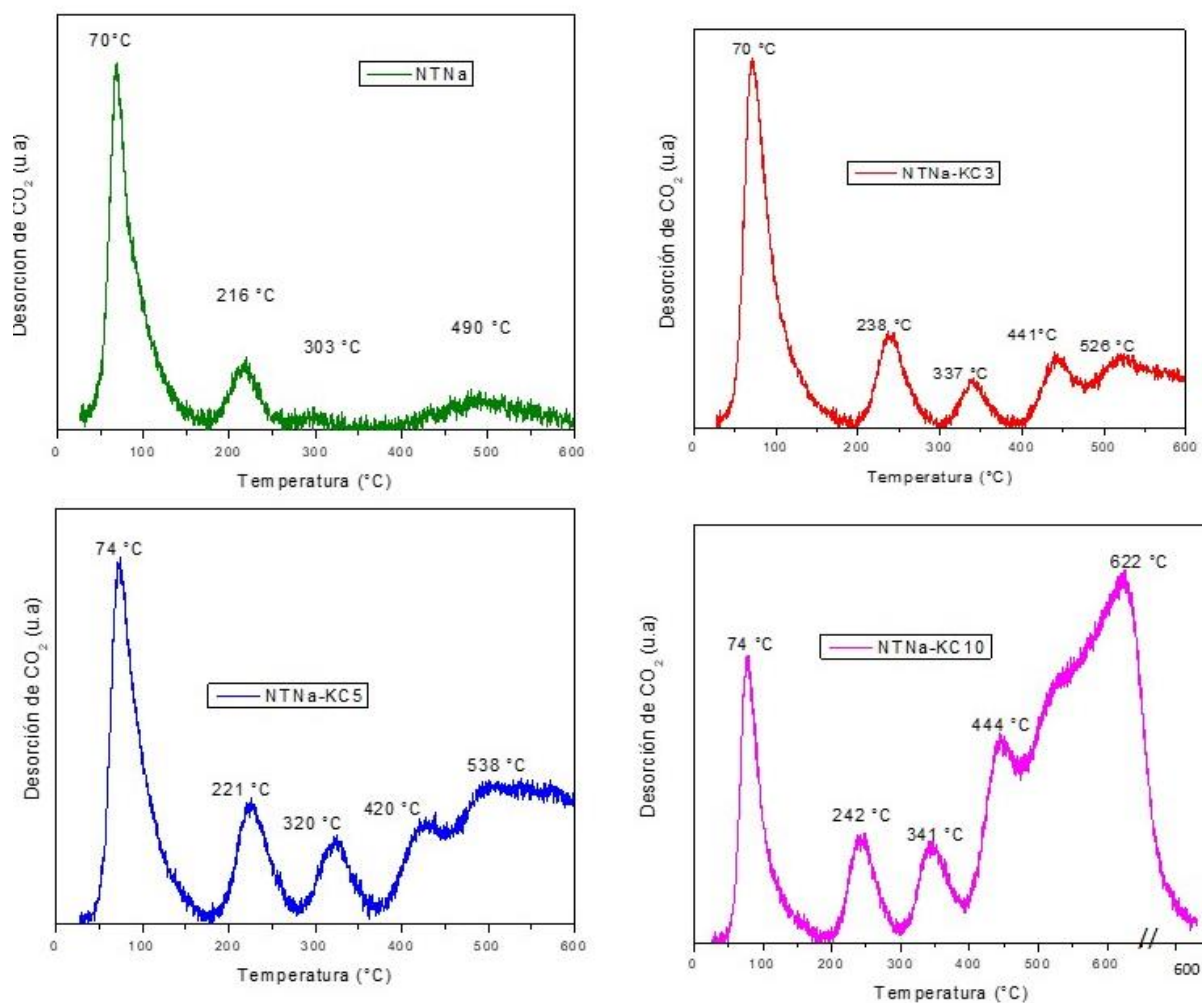 70°C
NTNa
216 °C
303 °C
490 °C
Desorcion de CO₂ (u.a)
0 100 200 300 400 500 600
Temperatura (°C)
70 °C
NTNa-KC3
238 °C
337 °C
441°C
526 °C
Desorción de CO₂ (u.a)
0 100 200 300 400 500 600
Temperatura (°C)
74 °C
NTNa-KC5
221 °C
320 °C
420 °C
538 °C
Desorción de CO₂ (u.a)
0 100 200 300 400 500 600
Temperatura (°C)
622 °C
NTNa-KC10
74 °C
444 °C
242 °C
341 °C
Desorción de CO₂ (u.a)
0 100 200 300 400 500 600 // 600
Temperatura (°C)